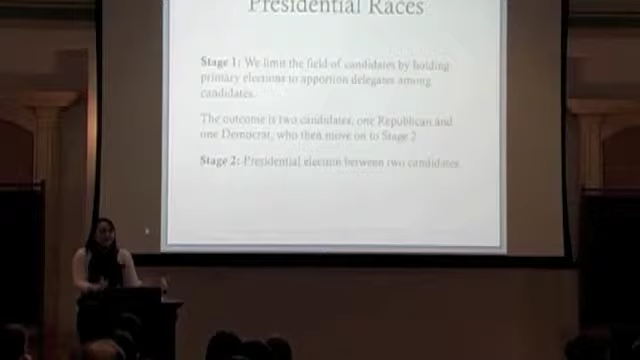 Presidential Races
Stage 1: We limit the field of candidates by holding
primary elections to apportion delegates among
candidates.
The outcome is two candidates, one Republican and
one Democrat, who then move on to Stage 2
Stage 2: Presidential election between two candidates.